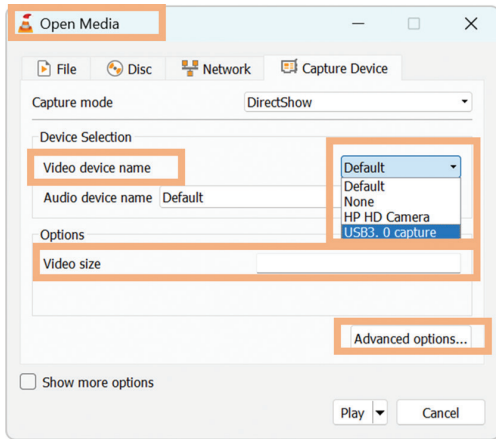 Open Media
File Disc Network Capture Device
Capture mode DirectShow
Device Selection
Video device name Default
Default
Audio device name Default None
HP HD Camera
Options USB3. 0 capture
Video size
Advanced options...
Show more options
Play Cancel